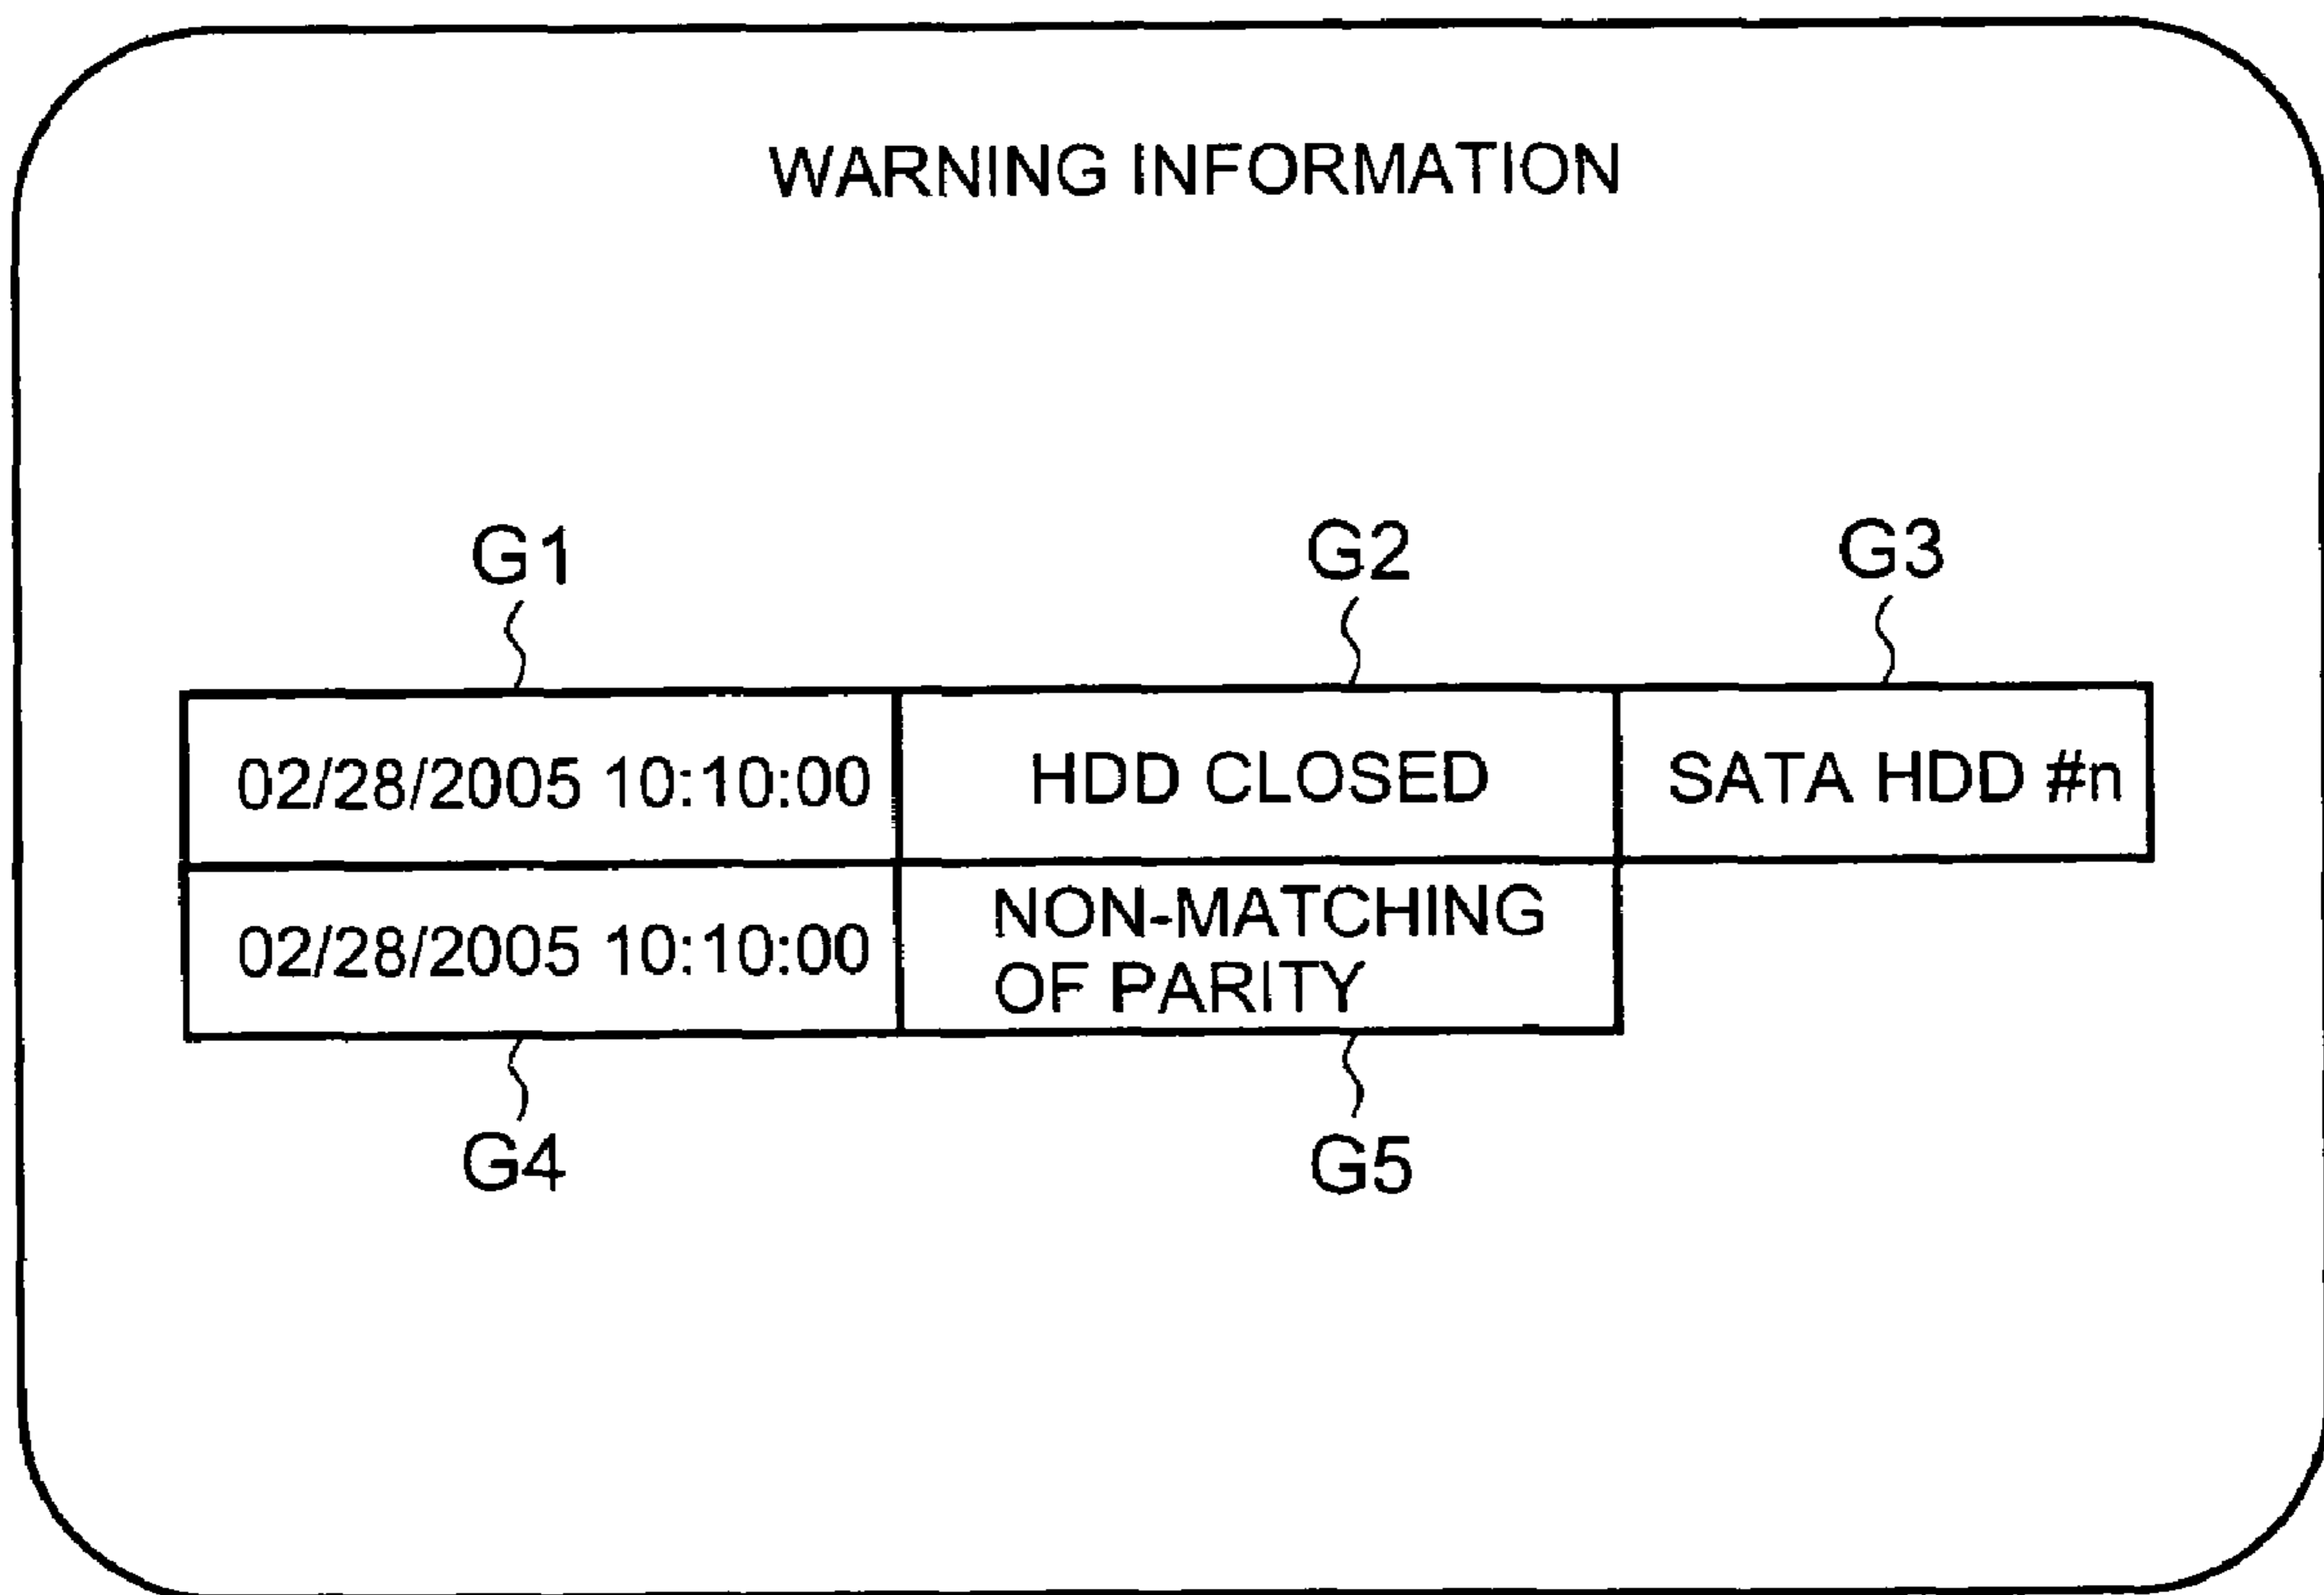 WARNING INFORMATION
G1 G2 G3
02/28/2005 10:10:00 HDD CLOSED SATA HDD #n
02/28/2005 10:10:00 NON-MATCHING
OF PARITY
G4 G5